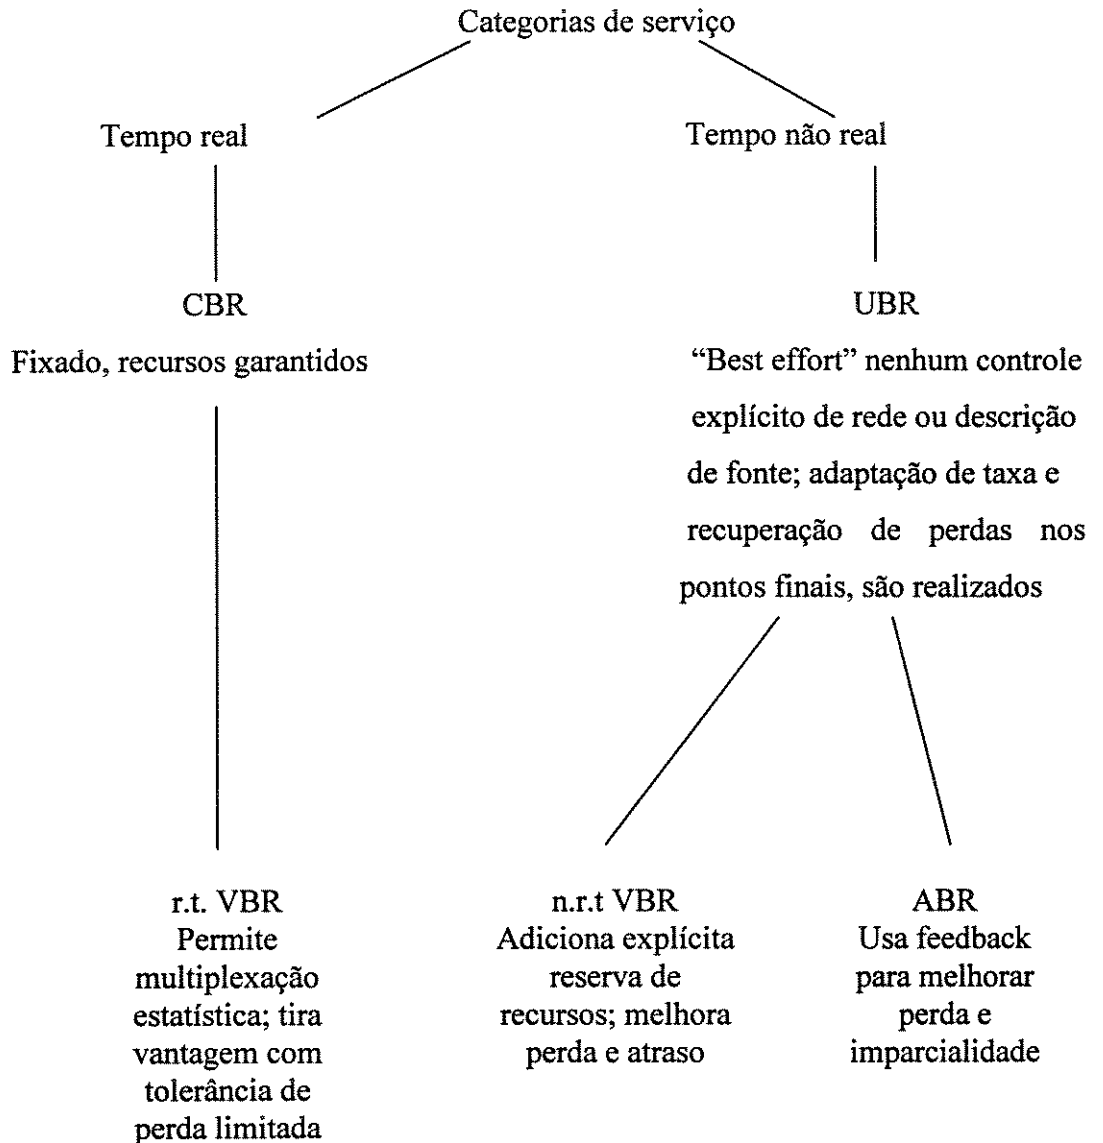 Categorias de serviço
Tempo real
Tempo não real
CBR
Fixado, recursos garantidos
UBR
“Best effort” nenhum controle
explícito de rede ou descrição
de fonte; adaptação de taxa e
recuperação de perdas nos
pontos finais, são realizados
r.t. VBR
Permite
multiplexação
estatística; tira
vantagem com
tolerância de
perda limitada
n.r.t VBR
Adiciona explícita
reserva de
recursos; melhora
perda e atraso
ABR
Usa feedback
para melhorar
perda e
imparcialidade